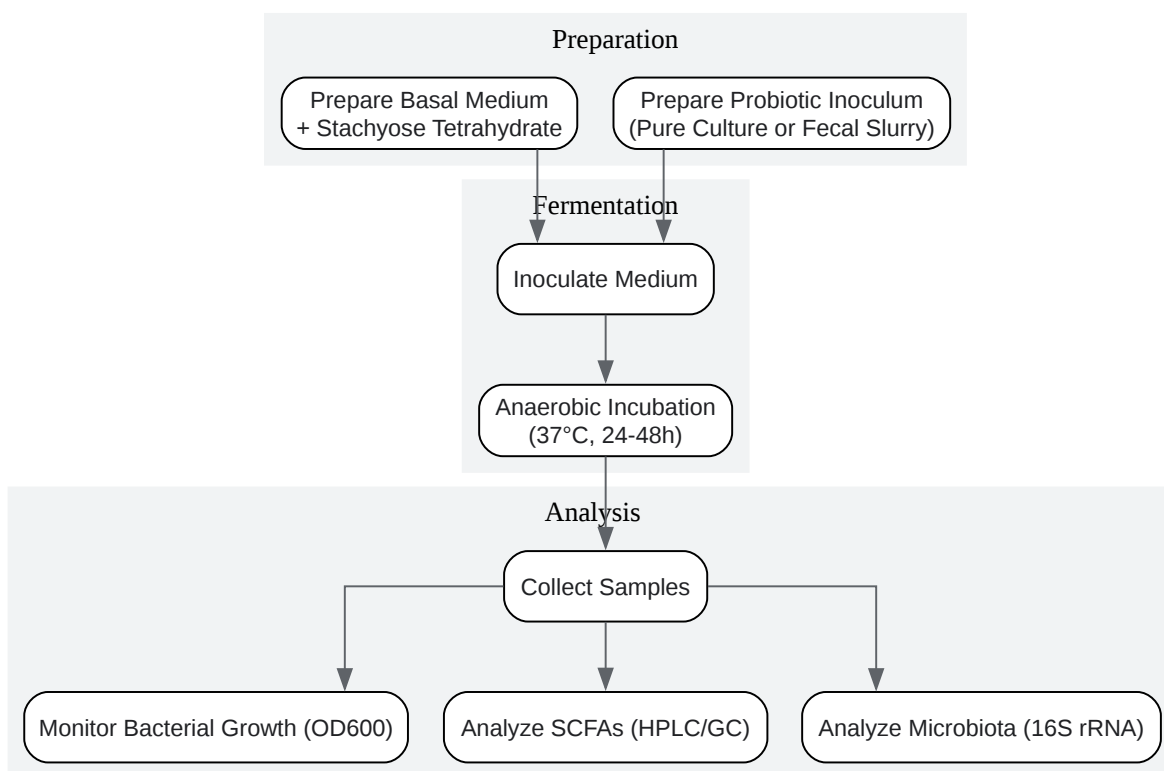 Preparation
Prepare Basal Medium
+ Stachyose Tetrahydrate
Prepare Probiotic Inoculum
(Pure Culture or Fecal Slurry)
Fermentation
Inoculate Medium
Anaerobic Incubation
(37°C, 24-48h)
Analysis
Collect Samples
Monitor Bacterial Growth (OD600)
Analyze SCFAs (HPLC/GC)
Analyze Microbiota (16S rRNA)